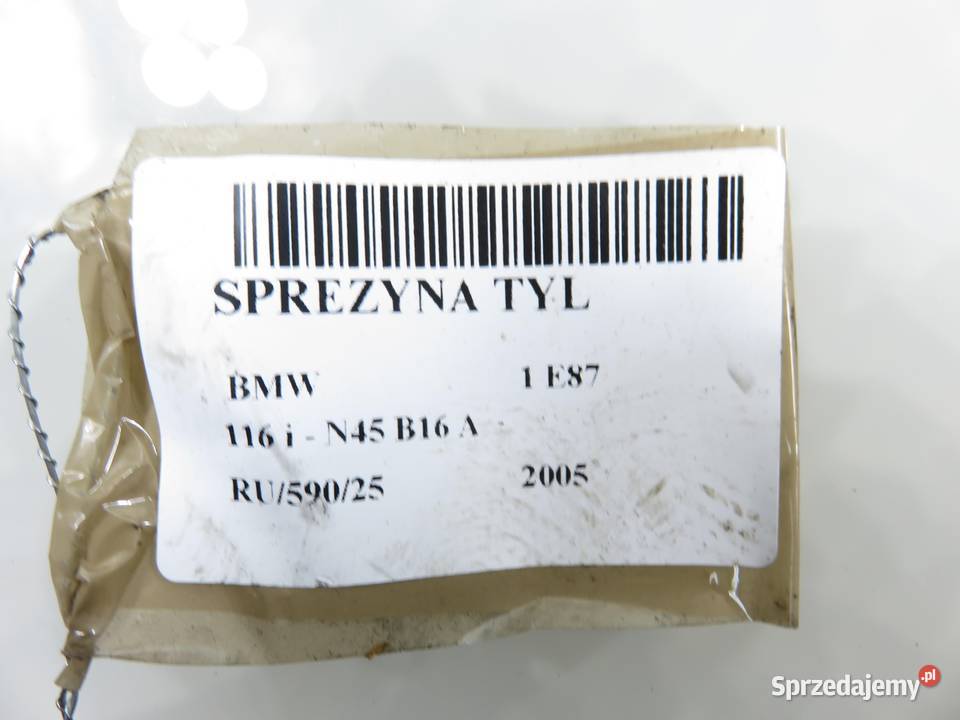 SPREZYNA TYL
BMW 1 E87
116 i - N45 B16 A
RU/590/25 2005
Sprzedajemy.pl